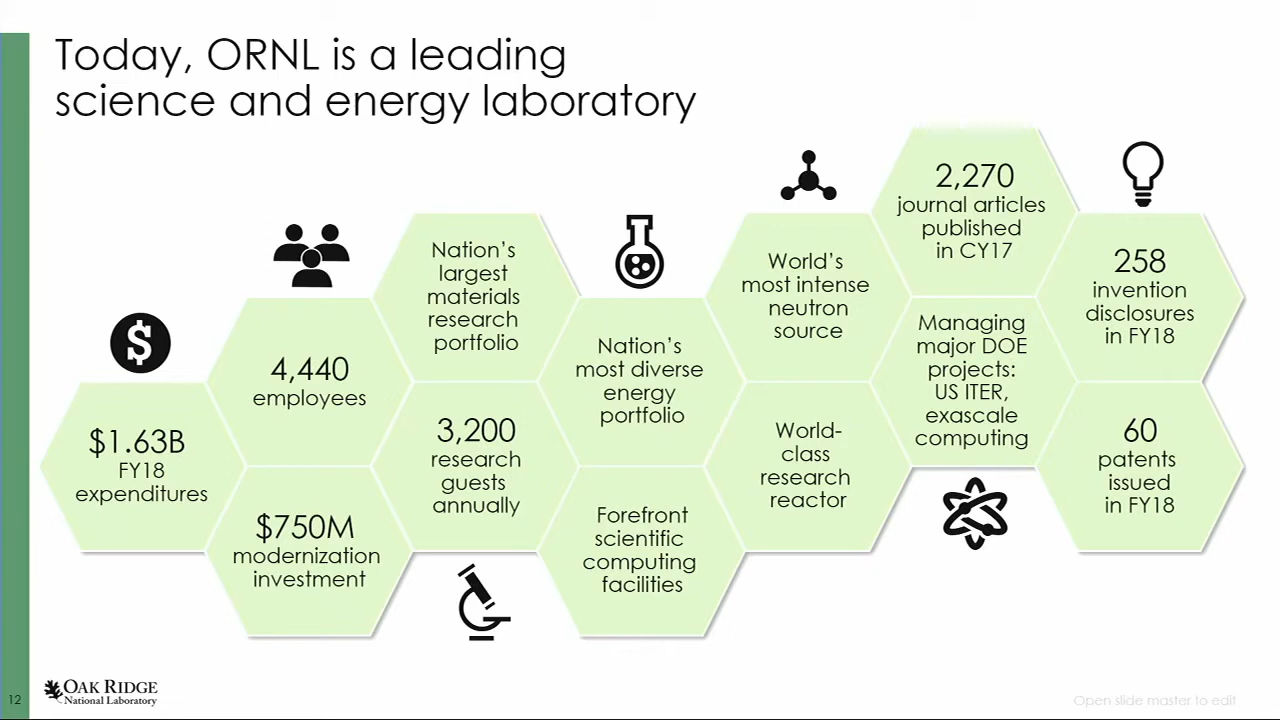 Today, ORNL is a leading
science and energy laboratory
$1.63B
FY18
expenditures
4,440
employees
$750M
modernization
investment
Nation's
largest
materials
research
portfolio
3,200
research
guests
annually
Nation's
most diverse
energy
portfolio
Forefront
scientific
computing
facilities
World's
most intense
neutron
source
World-
class
research
reactor
2,270
journal articles
published
in CY17
Managing
major DOE
projects:
US ITER,
exascale
computing
258
invention
disclosures
in FY18
60
patents
issued
in FY18
12
OAK RIDGE
National Laboratory
Open slide master to edit